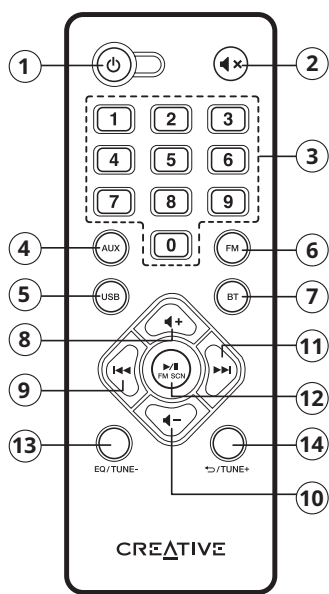 1
2
1 2 3
3
4 5 6
7 8 9
4
AUX
0
FM
6
5
USB
BT
7
8
+
11
9
FM SCN
12
-
13
14
EQ/TUNE-
/TUNE+
10
CREATIVE